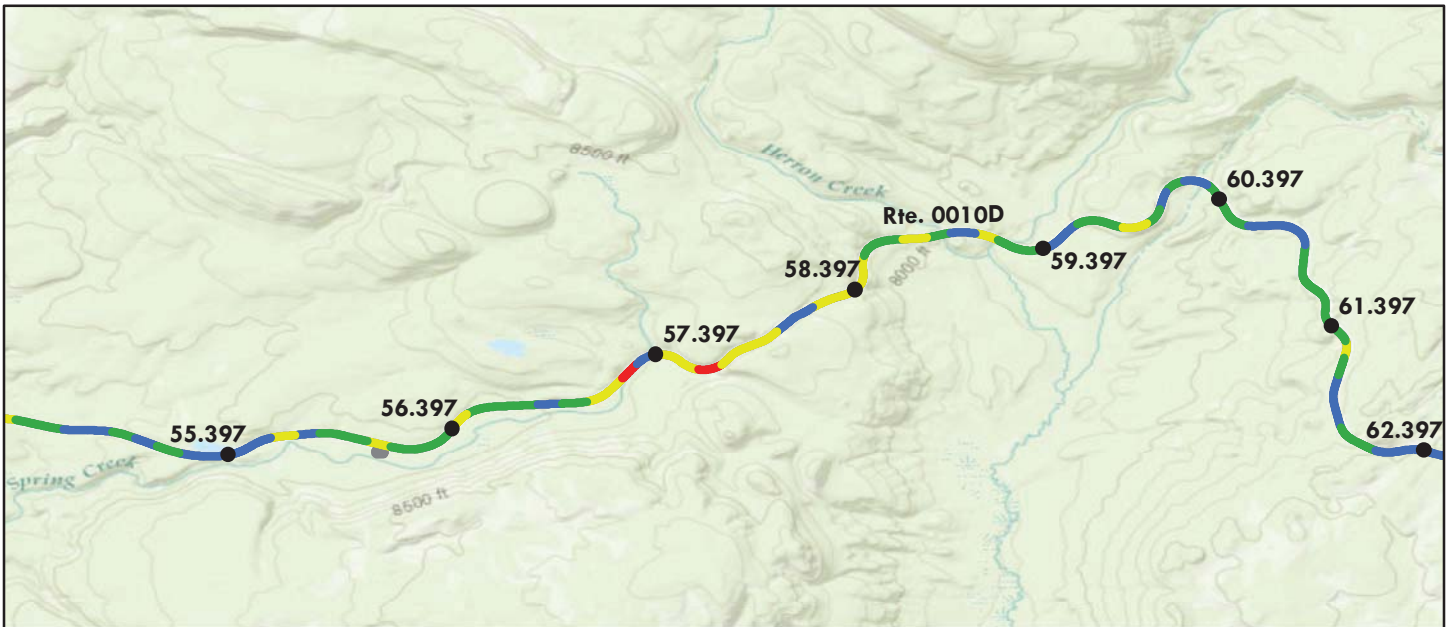 8500 ft
Herron Creek
60.397
Rte. 0010D
59.397
8000 ft
58.397
61.397
57.397
56.397
55.397
62.397
Spring Creek
8500 ft